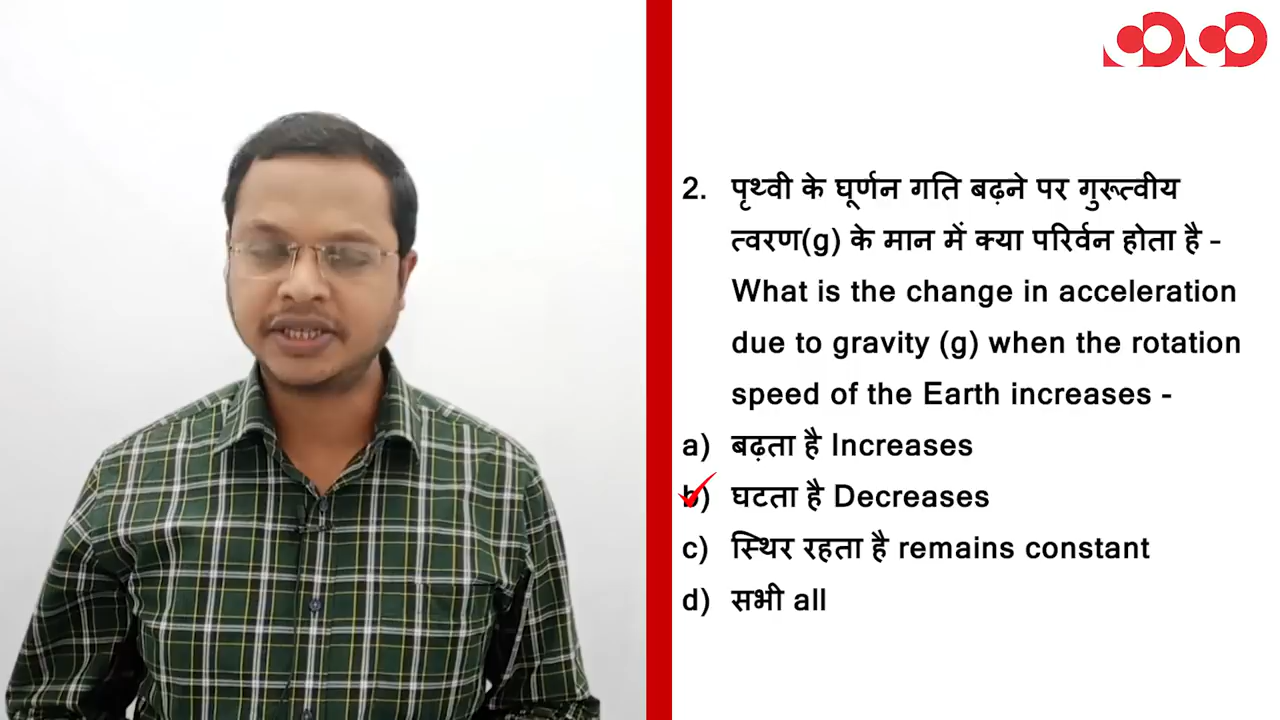 2. पृथ्वी के घूर्णन गति बढ़ने पर गुरूत्वीय
त्वरण(g) के मान में क्या परिर्वन होता है –
What is the change in acceleration
due to gravity (g) when the rotation
speed of the Earth increases -
a) बढ़ता है Increases
b) घटता है Decreases
c) स्थिर रहता है remains constant
d) सभी all